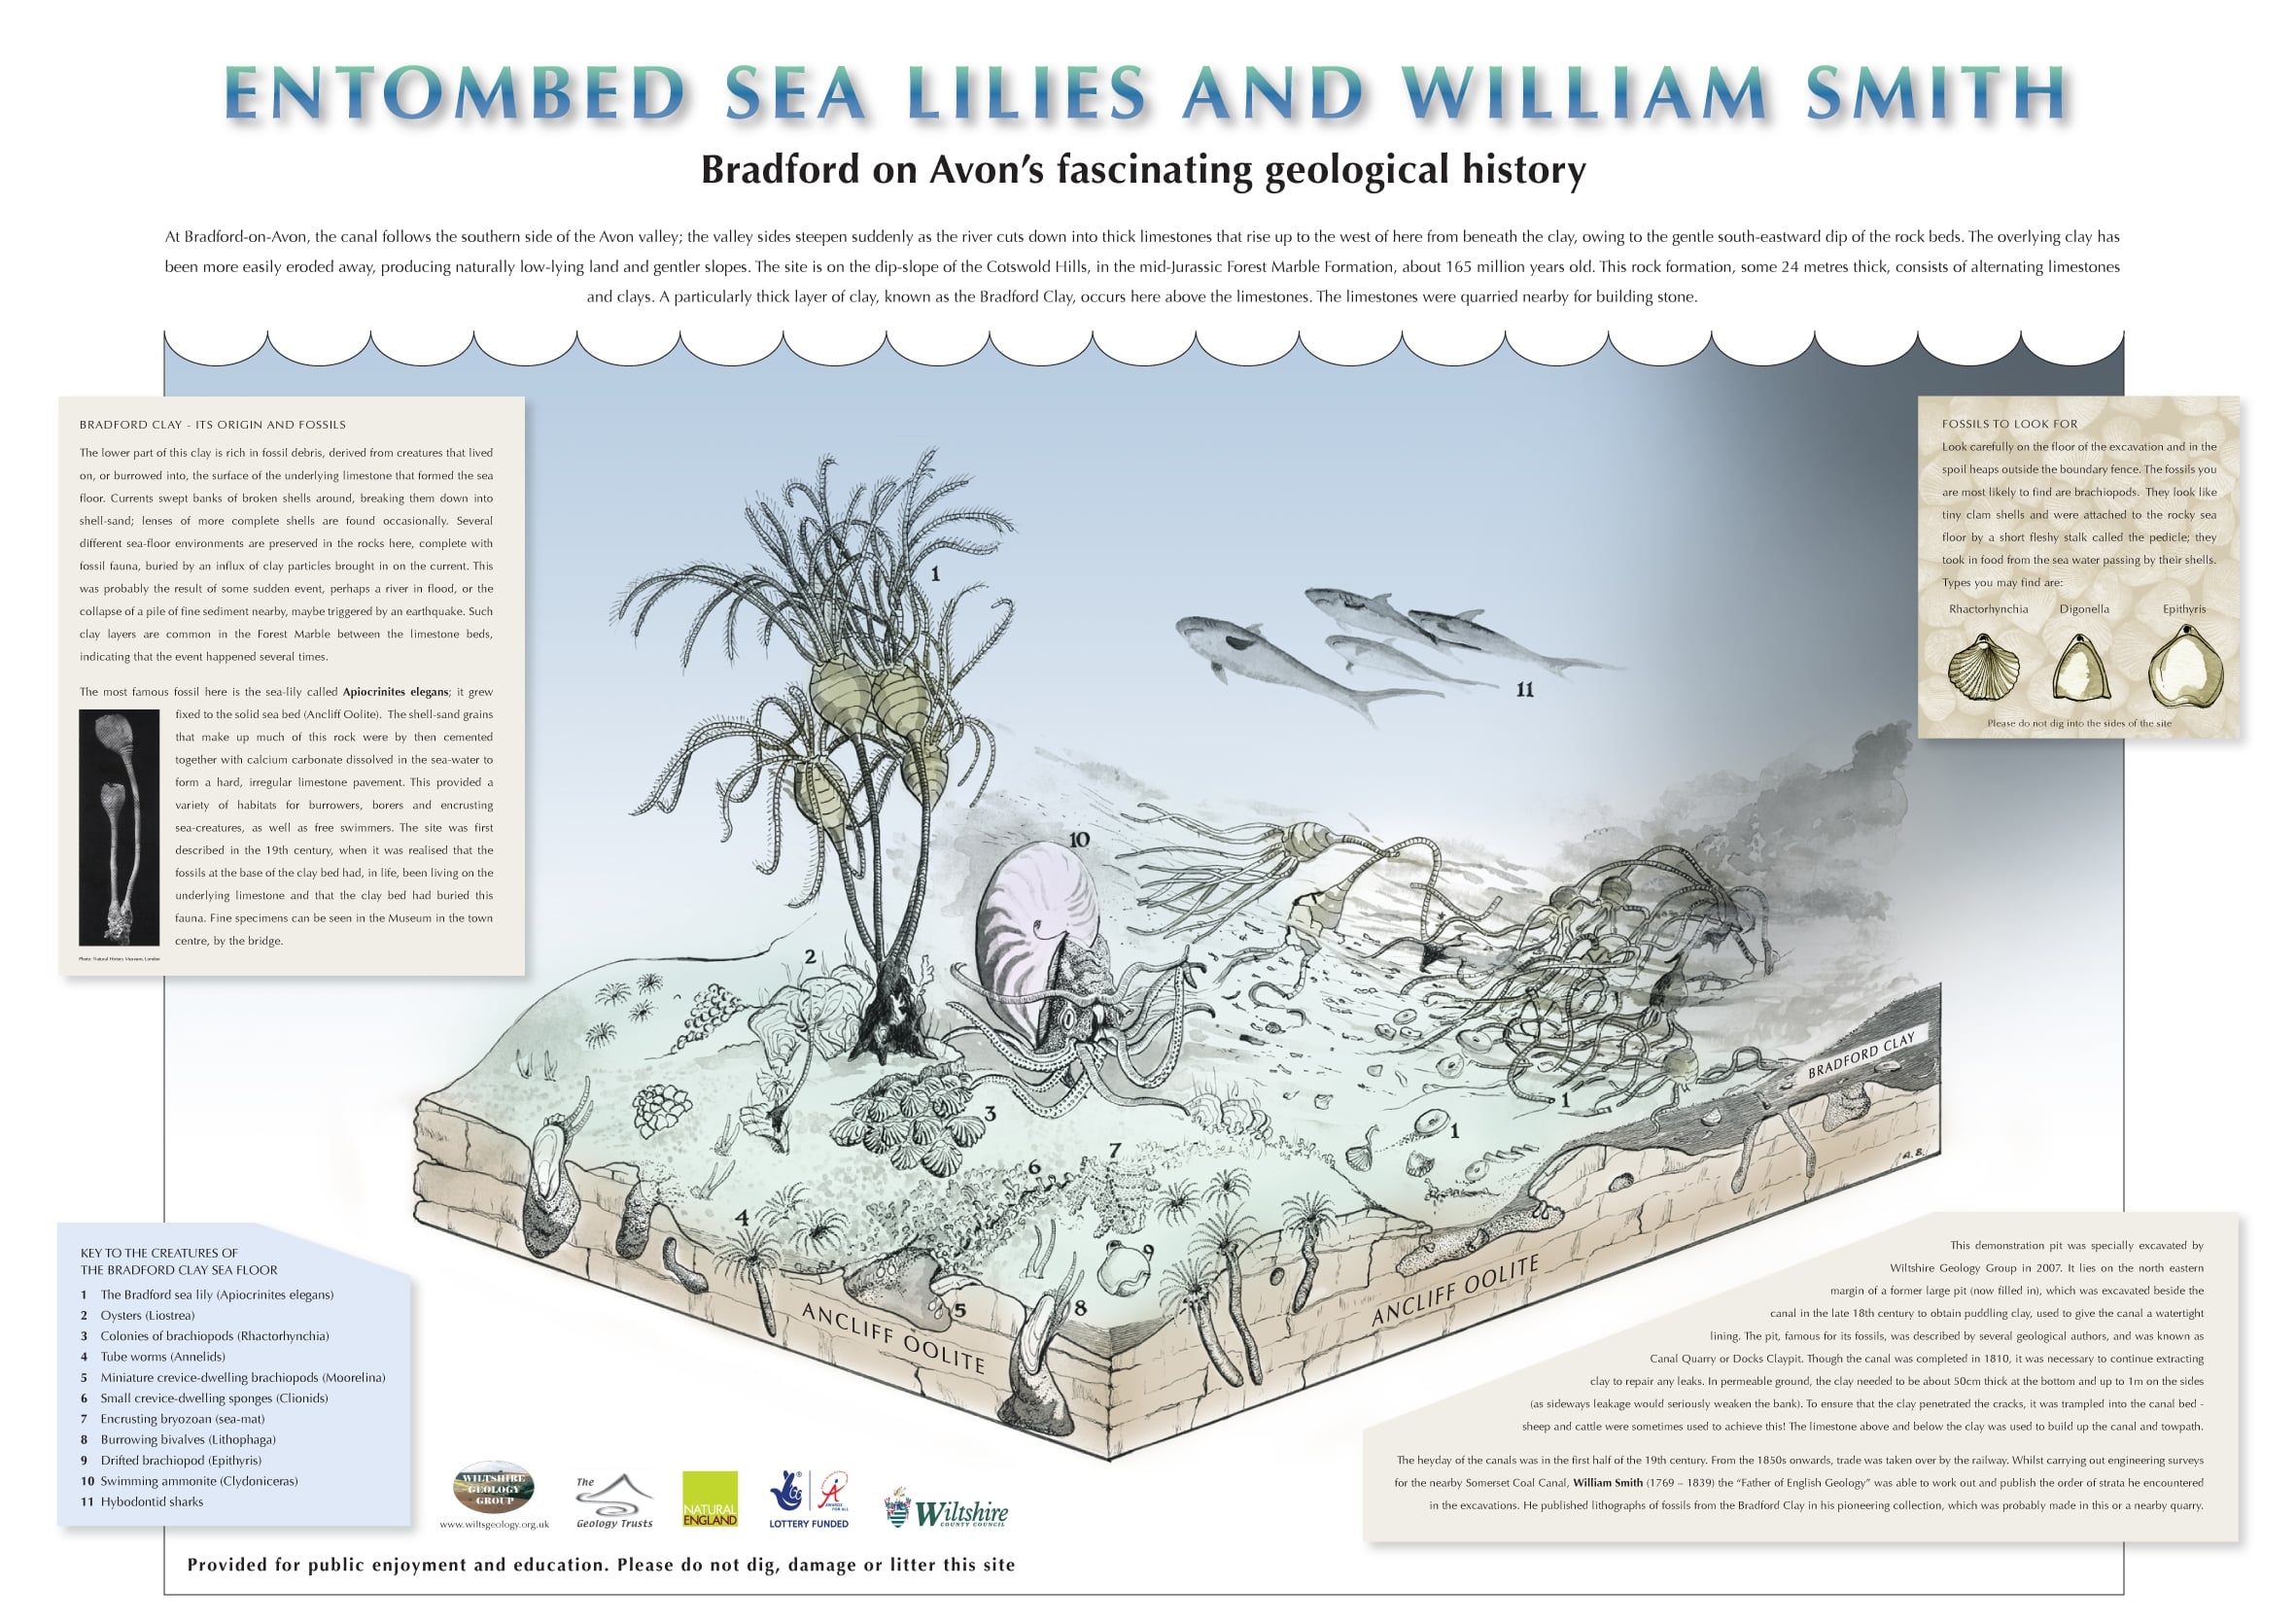 ENTOMBED SEA LILIES AND WILLIAM SMITH
Bradford on Avon’s fascinating geological history
At Bradford-on-Avon, the canal follows the southern side of the Avon valley; the valley sides steepen suddenly as the river cuts down into thick limestones that rise up to the west of here from beneath the clay, owing to the gentle south-eastward dip of the rock beds. The overlying clay has
been more easily eroded away, producing naturally low-lying land and gentler slopes. The site is on the dip-slope of the Cotswold Hills, in the mid-Jurassic Forest Marble Formation, about 165 million years old. This rock formation, some 24 metres thick, consists of alternating limestones
and clays. A particularly thick layer of clay, known as the Bradford Clay, occurs here above the limestones. The limestones were quarried nearby for building stone.
BRADFORD CLAY - ITS ORIGIN AND FOSSILS
The lower part of this clay is rich in fossil debris, derived from creatures that lived
on, or burrowed into, the surface of the underlying limestone that formed the sea
floor. Currents swept banks of broken shells around, breaking them down into
shell-sand; lenses of more complete shells are found occasionally. Several
different sea-floor environments are preserved in the rocks here, complete with
fossil fauna, buried by an influx of clay particles brought in on the current. This
was probably the result of some sudden event, perhaps a river in flood, or the
collapse of a pile of fine sediment nearby, maybe triggered by an earthquake. Such
clay layers are common in the Forest Marble between the limestone beds,
indicating that the event happened several times.
The most famous fossil here is the sea-lily called Apiocrinites elegans; it grew
fixed to the solid sea bed (Ancliff Oolite). The shell-sand grains
that make up much of this rock were by then cemented
together with calcium carbonate dissolved in the sea-water to
form a hard, irregular limestone pavement. This provided a
variety of habitats for burrowers, borers and encrusting
sea-creatures, as well as free swimmers. The site was first
described in the 19th century, when it was realised that the
fossils at the base of the clay bed had, in life, been living on the
underlying limestone and that the clay bed had buried this
fauna. Fine specimens can be seen in the Museum in the town
centre, by the bridge.
Photo: Natural History Museum, London
FOSSILS TO LOOK FOR
Look carefully on the floor of the excavation and in the
spoil heaps outside the boundary fence. The fossils you
are most likely to find are brachiopods. They look like
tiny clam shells and were attached to the rocky sea
floor by a short fleshy stalk called the pedicle; they
took in food from the sea water passing by their shells.
Types you may find are:
Rhactorhynchia Digonella Epithyris
Please do not dig into the sides of the site
1
11
10
2
3
1
1
7
6
4
9
5
8
BRADFORD CLAY
A.B.
ANCLIFF OOLITE
ANCLIFF OOLITE
KEY TO THE CREATURES OF
THE BRADFORD CLAY SEA FLOOR
1 The Bradford sea lily (Apiocrinites elegans)
2 Oysters (Liostrea)
3 Colonies of brachiopods (Rhactorhynchia)
4 Tube worms (Annelids)
5 Miniature crevice-dwelling brachiopods (Moorelina)
6 Small crevice-dwelling sponges (Clionids)
7 Encrusting bryozoan (sea-mat)
8 Burrowing bivalves (Lithophaga)
9 Drifted brachiopod (Epithyris)
10 Swimming ammonite (Clydoniceras)
11 Hybodontid sharks
This demonstration pit was specially excavated by
Wiltshire Geology Group in 2007. It lies on the north eastern
margin of a former large pit (now filled in), which was excavated beside the
canal in the late 18th century to obtain puddling clay, used to give the canal a watertight
lining. The pit, famous for its fossils, was described by several geological authors, and was known as
Canal Quarry or Docks Claypit. Though the canal was completed in 1810, it was necessary to continue extracting
clay to repair any leaks. In permeable ground, the clay needed to be about 50cm thick at the bottom and up to 1m on the sides
(as sideways leakage would seriously weaken the bank). To ensure that the clay penetrated the cracks, it was trampled into the canal bed -
sheep and cattle were sometimes used to achieve this! The limestone above and below the clay was used to build up the canal and towpath.
The heyday of the canals was in the first half of the 19th century. From the 1850s onwards, trade was taken over by the railway. Whilst carrying out engineering surveys
for the nearby Somerset Coal Canal, William Smith (1769 – 1839) the “Father of English Geology” was able to work out and publish the order of strata he encountered
in the excavations. He published lithographs of fossils from the Bradford Clay in his pioneering collection, which was probably made in this or a nearby quarry.
WILTSHIRE
GEOLOGY
GROUP
www.wiltsgeology.org.uk
The
Geology Trusts
NATURAL
ENGLAND
AWARDS
FOR ALL
LOTTERY FUNDED
Wiltshire
COUNTY COUNCIL
Provided for public enjoyment and education. Please do not dig, damage or litter this site